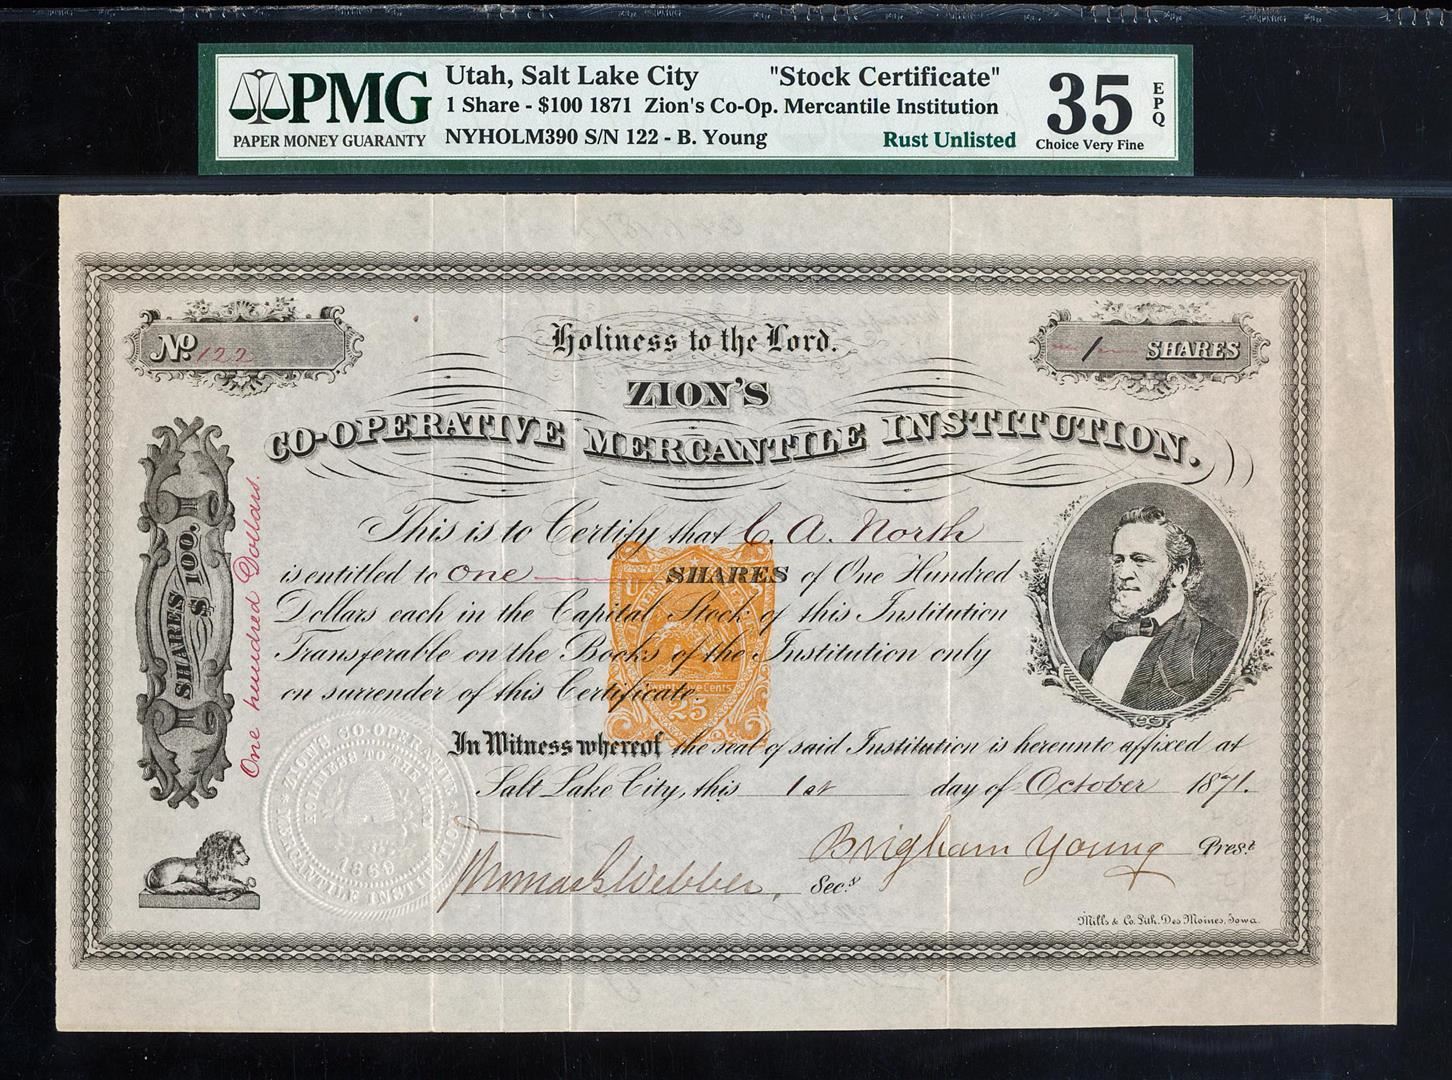 PMG
PAPER MONEY GUARANTY
Utah, Salt Lake City "Stock Certificate"
1 Share - $100 1871 Zion's Co-Op. Mercantile Institution
NYHOLM390 S/N 122 - B. Young Rust Unlisted
35
Choice Very Fine
EPQ
Holiness to the Lord.
No 122
1 SHARES
ZION'S
CO-OPERATIVE MERCANTILE INSTITUTION.
SHARES $100.
One hundred Dollars.
This is to Certify that C. A. North
is entitled to one SHARES of One Hundred
Dollars each in the Capital Stock of this Institution
Transferable on the Books of the Institution only
on surrender of this Certificate.
U S
Twenty Five Cents
25
In Witness whereof the seal of said Institution is hereunto affixed at
Salt Lake City, this 1st day of October 1871.
ZION'S CO-OPERATIVE MERCANTILE INSTITUTION
HOLINESS TO THE LORD
1869
Brigham Young Prest
Thomas G Webber, Secy
Mills & Co. Lith. Des Moines, Iowa.